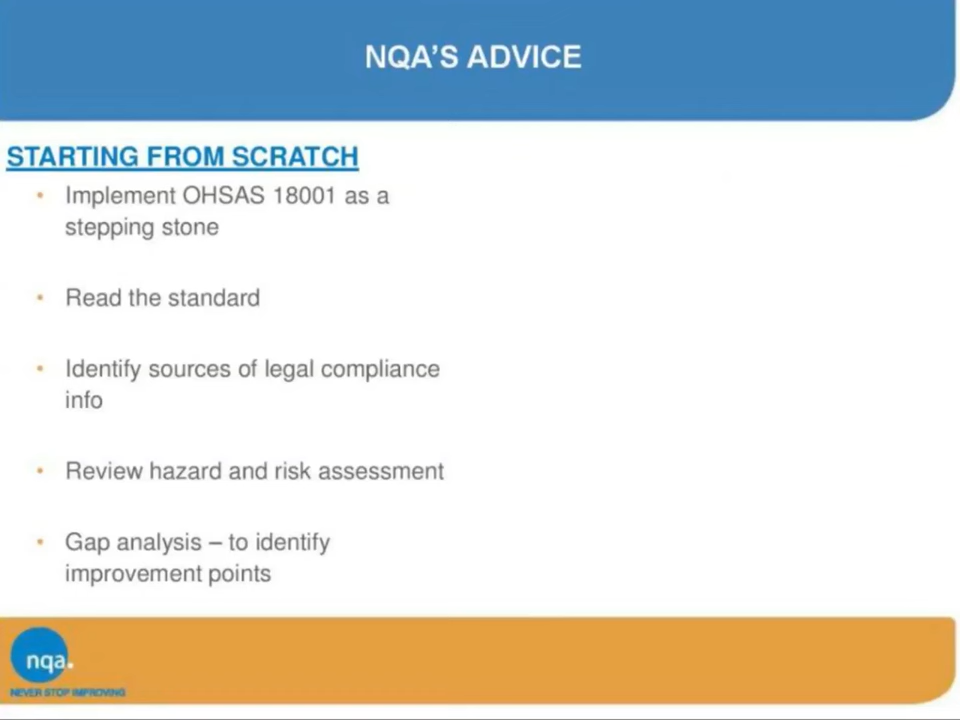 NQA'S ADVICE
STARTING FROM SCRATCH
• Implement OHSAS 18001 as a
stepping stone
• Read the standard
• Identify sources of legal compliance
info
• Review hazard and risk assessment
• Gap analysis – to identify
improvement points
nqa.
NEVER STOP IMPROVING